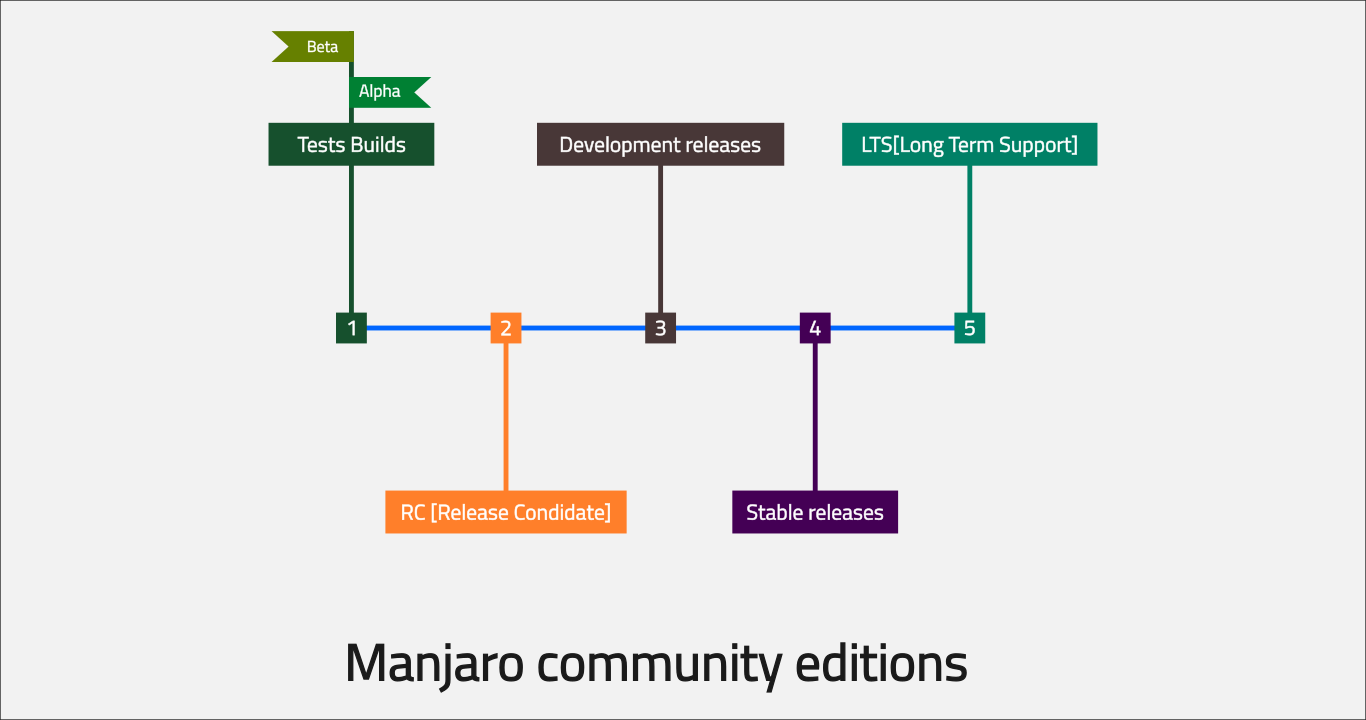 Beta
Alpha
Tests Builds
Development releases
LTS[Long Term Support]
1
2
3
4
5
RC [Release Condidate]
Stable releases
Manjaro community editions